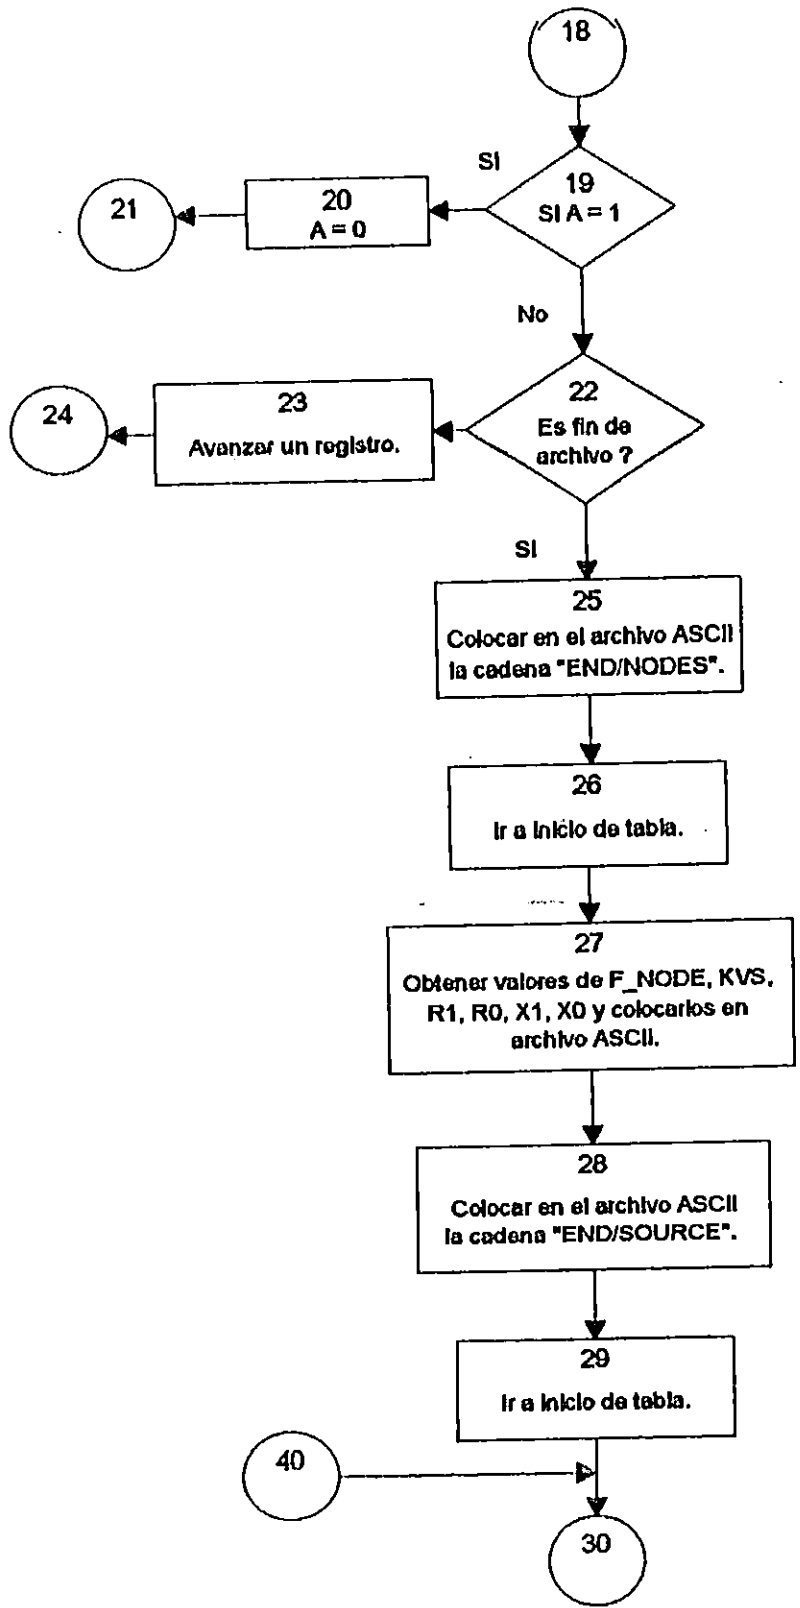 18
SI
19
SI A = 1
20
A = 0
21
No
22
Es fin de
archivo ?
23
Avanzar un registro.
24
SI
25
Colocar en el archivo ASCII
la cadena "END/NODES".
26
Ir a Inicio de tabla.
27
Obtener valores de F_NODE, KVS,
R1, R0, X1, X0 y colocarlos en
archivo ASCII.
28
Colocar en el archivo ASCII
la cadena "END/SOURCE".
29
Ir a Inicio de tabla.
40
30